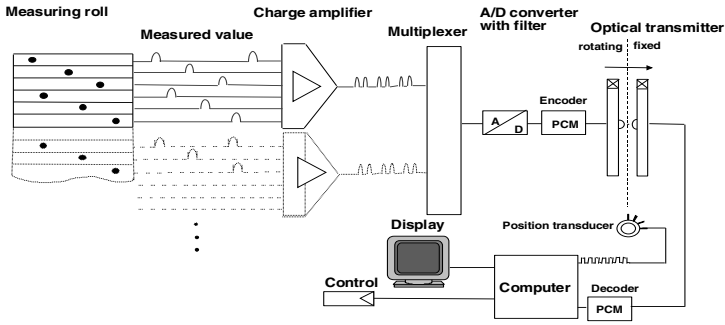 Measuring roll
Measured value
Charge amplifier
Multiplexer
A/D converter
with filter
Optical transmitter
rotating
fixed
Encoder
A
D
PCM
Position transducer
Display
Computer
Control
Decoder
PCM